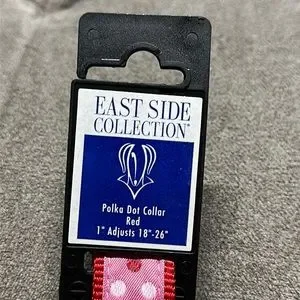 EAST SIDE
COLLECTION®
Polka Dot Collar
Red
1" Adjusts 18"-26"